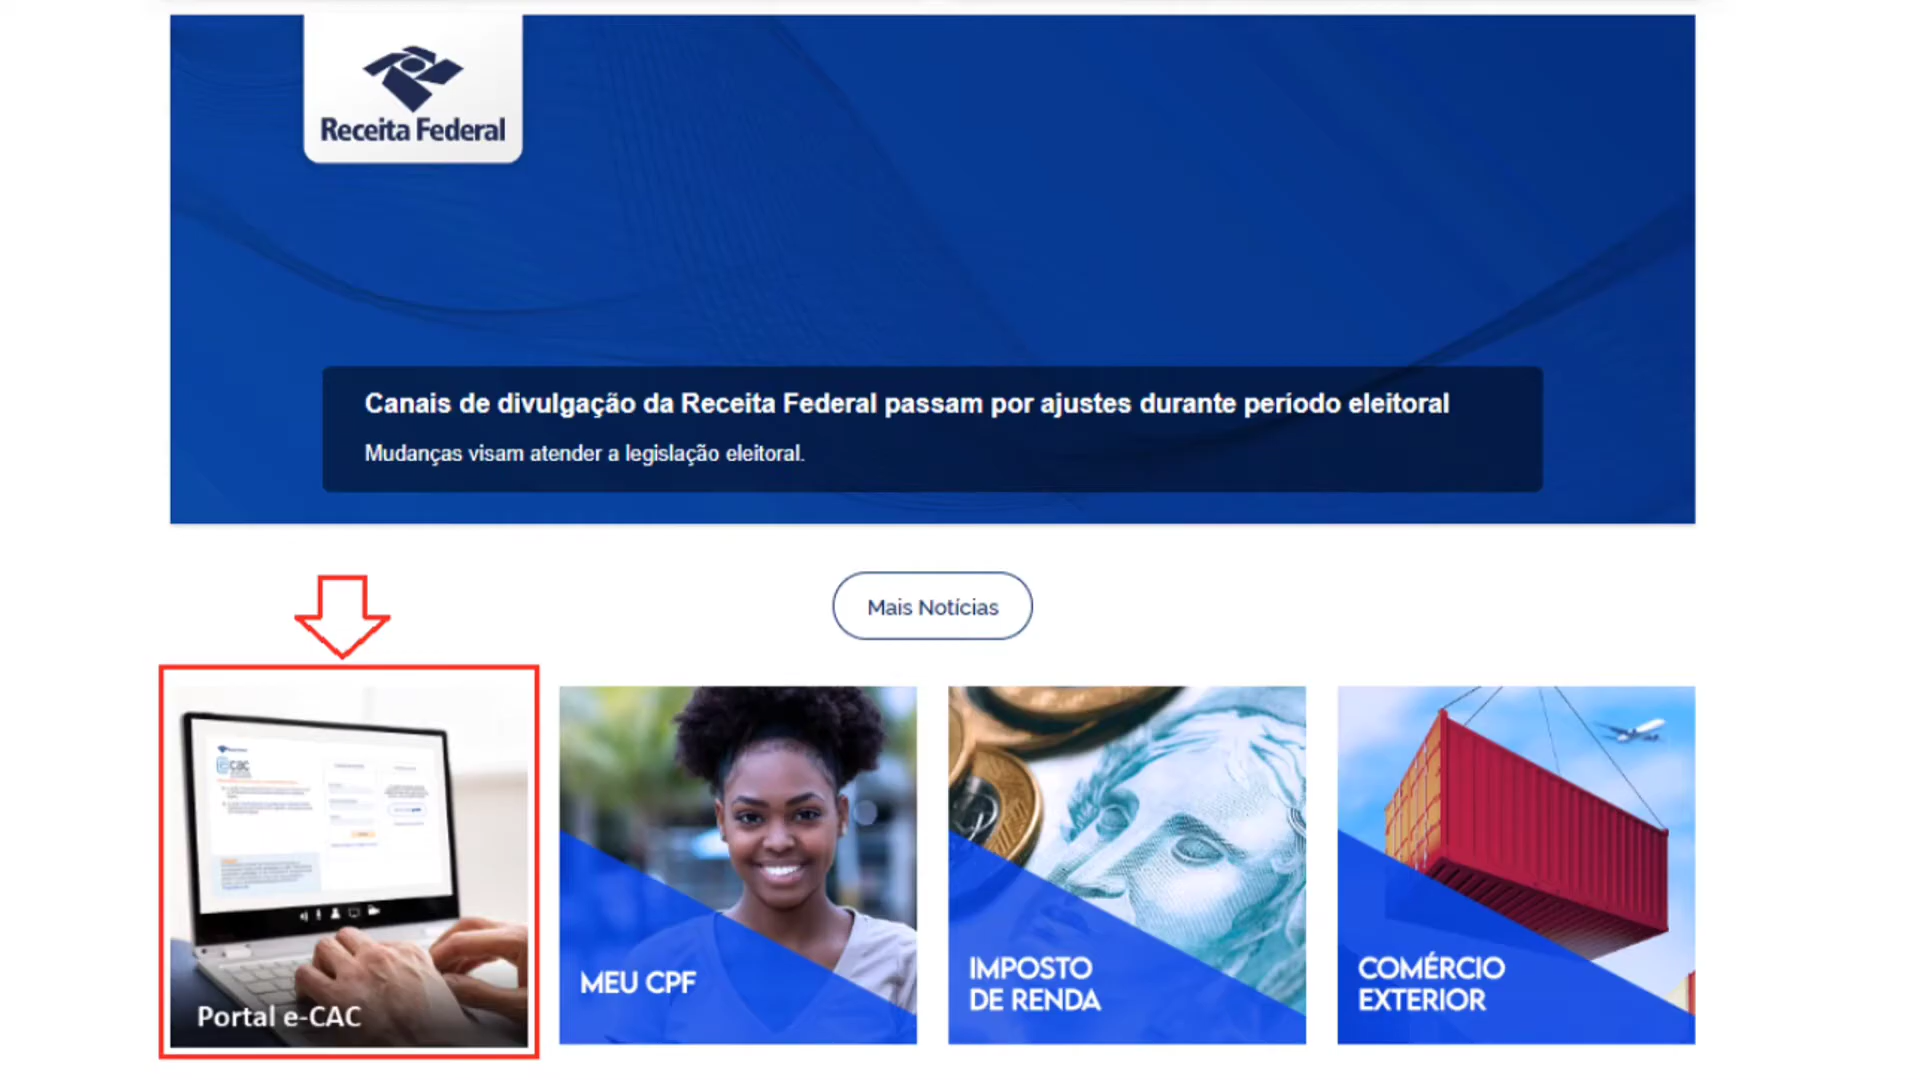 Receita Federal
Canais de divulgação da Receita Federal passam por ajustes durante período eleitoral
Mudanças visam atender a legislação eleitoral.
Mais Notícias
Portal e-CAC
MEU CPF
IMPOSTO
DE RENDA
COMÉRCIO
EXTERIOR